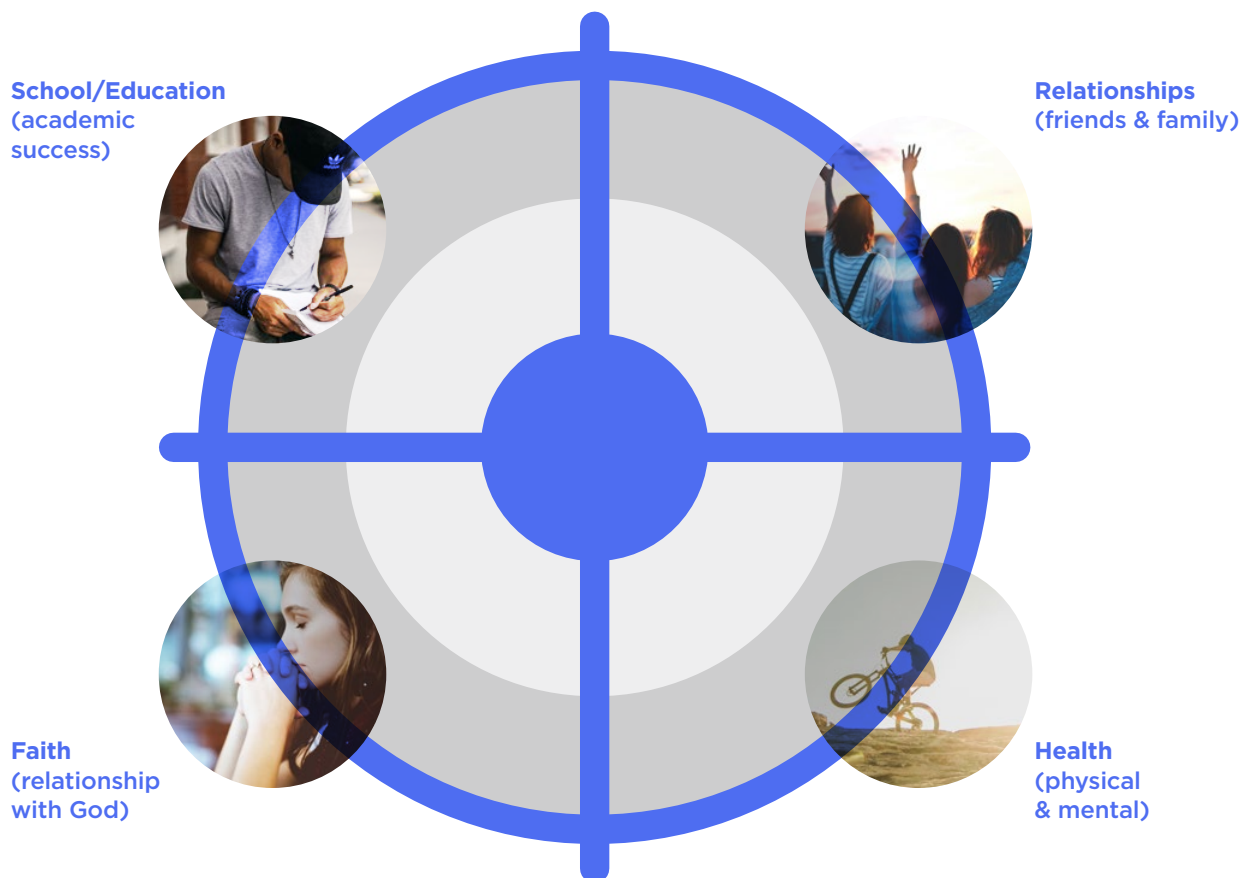 School/Education
(academic
success)
Relationships
(friends & family)
Faith
(relationship
with God)
Health
(physical
& mental)